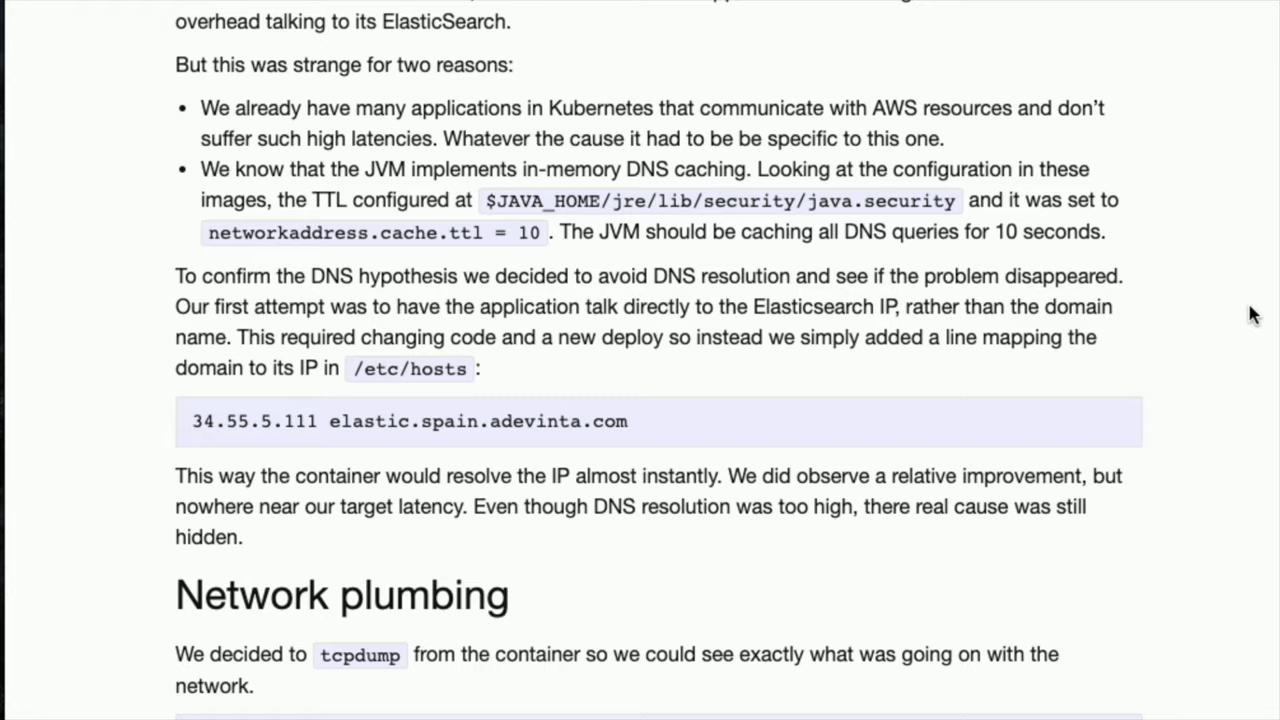 overhead talking to its ElasticSearch.
But this was strange for two reasons:
• We already have many applications in Kubernetes that communicate with AWS resources and don’t
suffer such high latencies. Whatever the cause it had to be be specific to this one.
• We know that the JVM implements in-memory DNS caching. Looking at the configuration in these
images, the TTL configured at $JAVA_HOME/jre/lib/security/java.security and it was set to
networkaddress.cache.ttl = 10 . The JVM should be caching all DNS queries for 10 seconds.
To confirm the DNS hypothesis we decided to avoid DNS resolution and see if the problem disappeared.
Our first attempt was to have the application talk directly to the Elasticsearch IP, rather than the domain
name. This required changing code and a new deploy so instead we simply added a line mapping the
domain to its IP in /etc/hosts :
34.55.5.111 elastic.spain.adevinta.com
This way the container would resolve the IP almost instantly. We did observe a relative improvement, but
nowhere near our target latency. Even though DNS resolution was too high, there real cause was still
hidden.
Network plumbing
We decided to tcpdump from the container so we could see exactly what was going on with the
network.